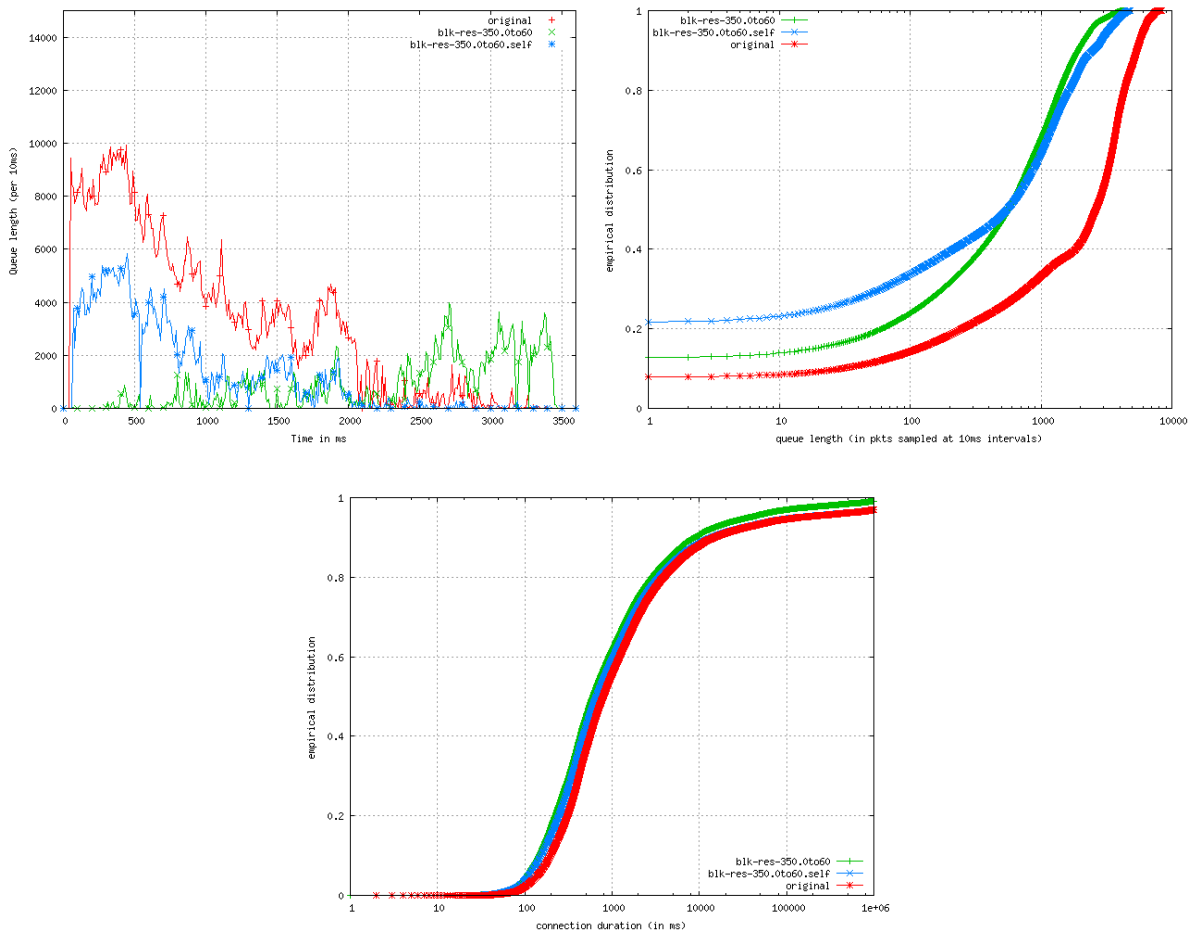 original
blk-res-350.0to60
blk-res-350.0to60.self
14000
12000
10000
8000
6000
4000
2000
0
Queue length (per 10ms)
0 500 1000 1500 2000 2500 3000 3500
Time in ms
blk-res-350.0to60
blk-res-350.0to60.self
original
1
0.8
0.6
0.4
0.2
0
empirical distribution
1 10 100 1000 10000
queue length (in pkts sampled at 10ms intervals)
1
0.8
0.6
0.4
0.2
0
empirical distribution
blk-res-350.0to60
blk-res-350.0to60.self
original
1 10 100 1000 10000 100000 1e+06
connection duration (in ms)